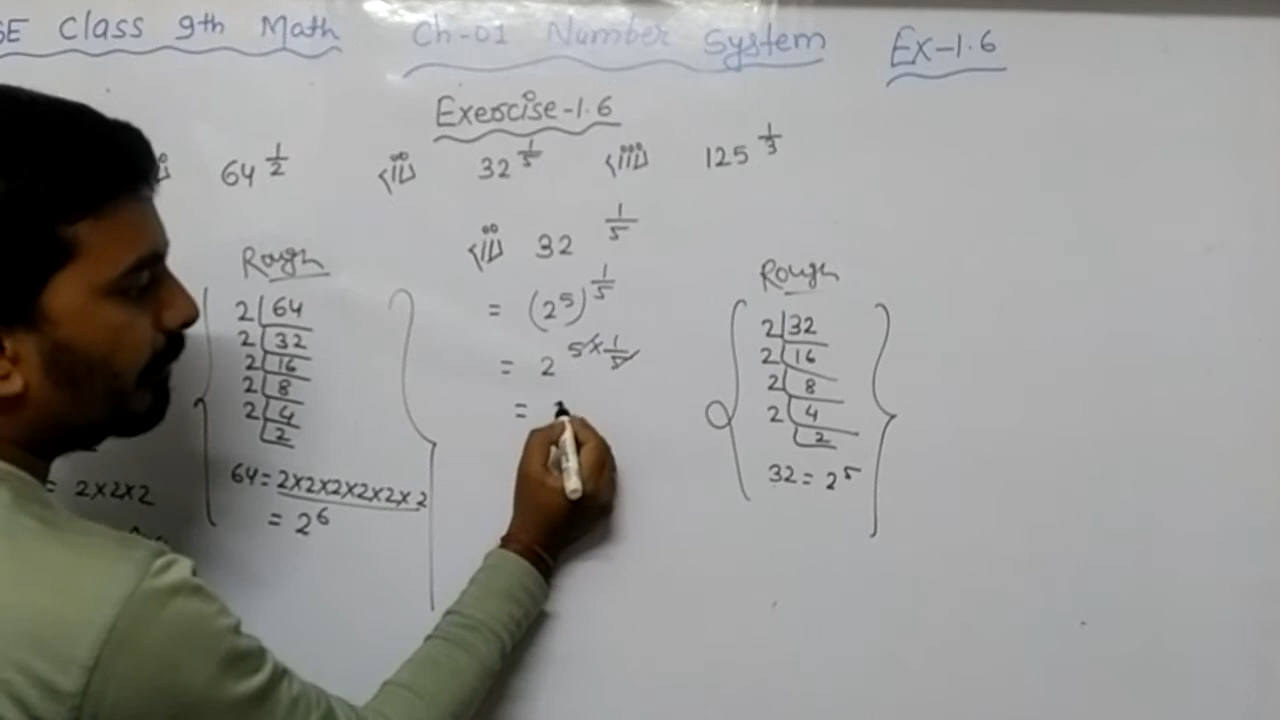 Class 9th Math Ch-01 Number System Ex-1.6
Exercise-1.6
64^1/2 (ii) 32^1/5 (iii) 125^1/3
(ii) 32^1/5
= (2^5)^1/5
= 2^5×1/5
=
Rough
2 64
2 32
2 16
2 8
2 4
2
64 = 2×2×2×2×2×2
= 2^6
= 2×2×2
Rough
2 32
2 16
2 8
2 4
2
32 = 2^5